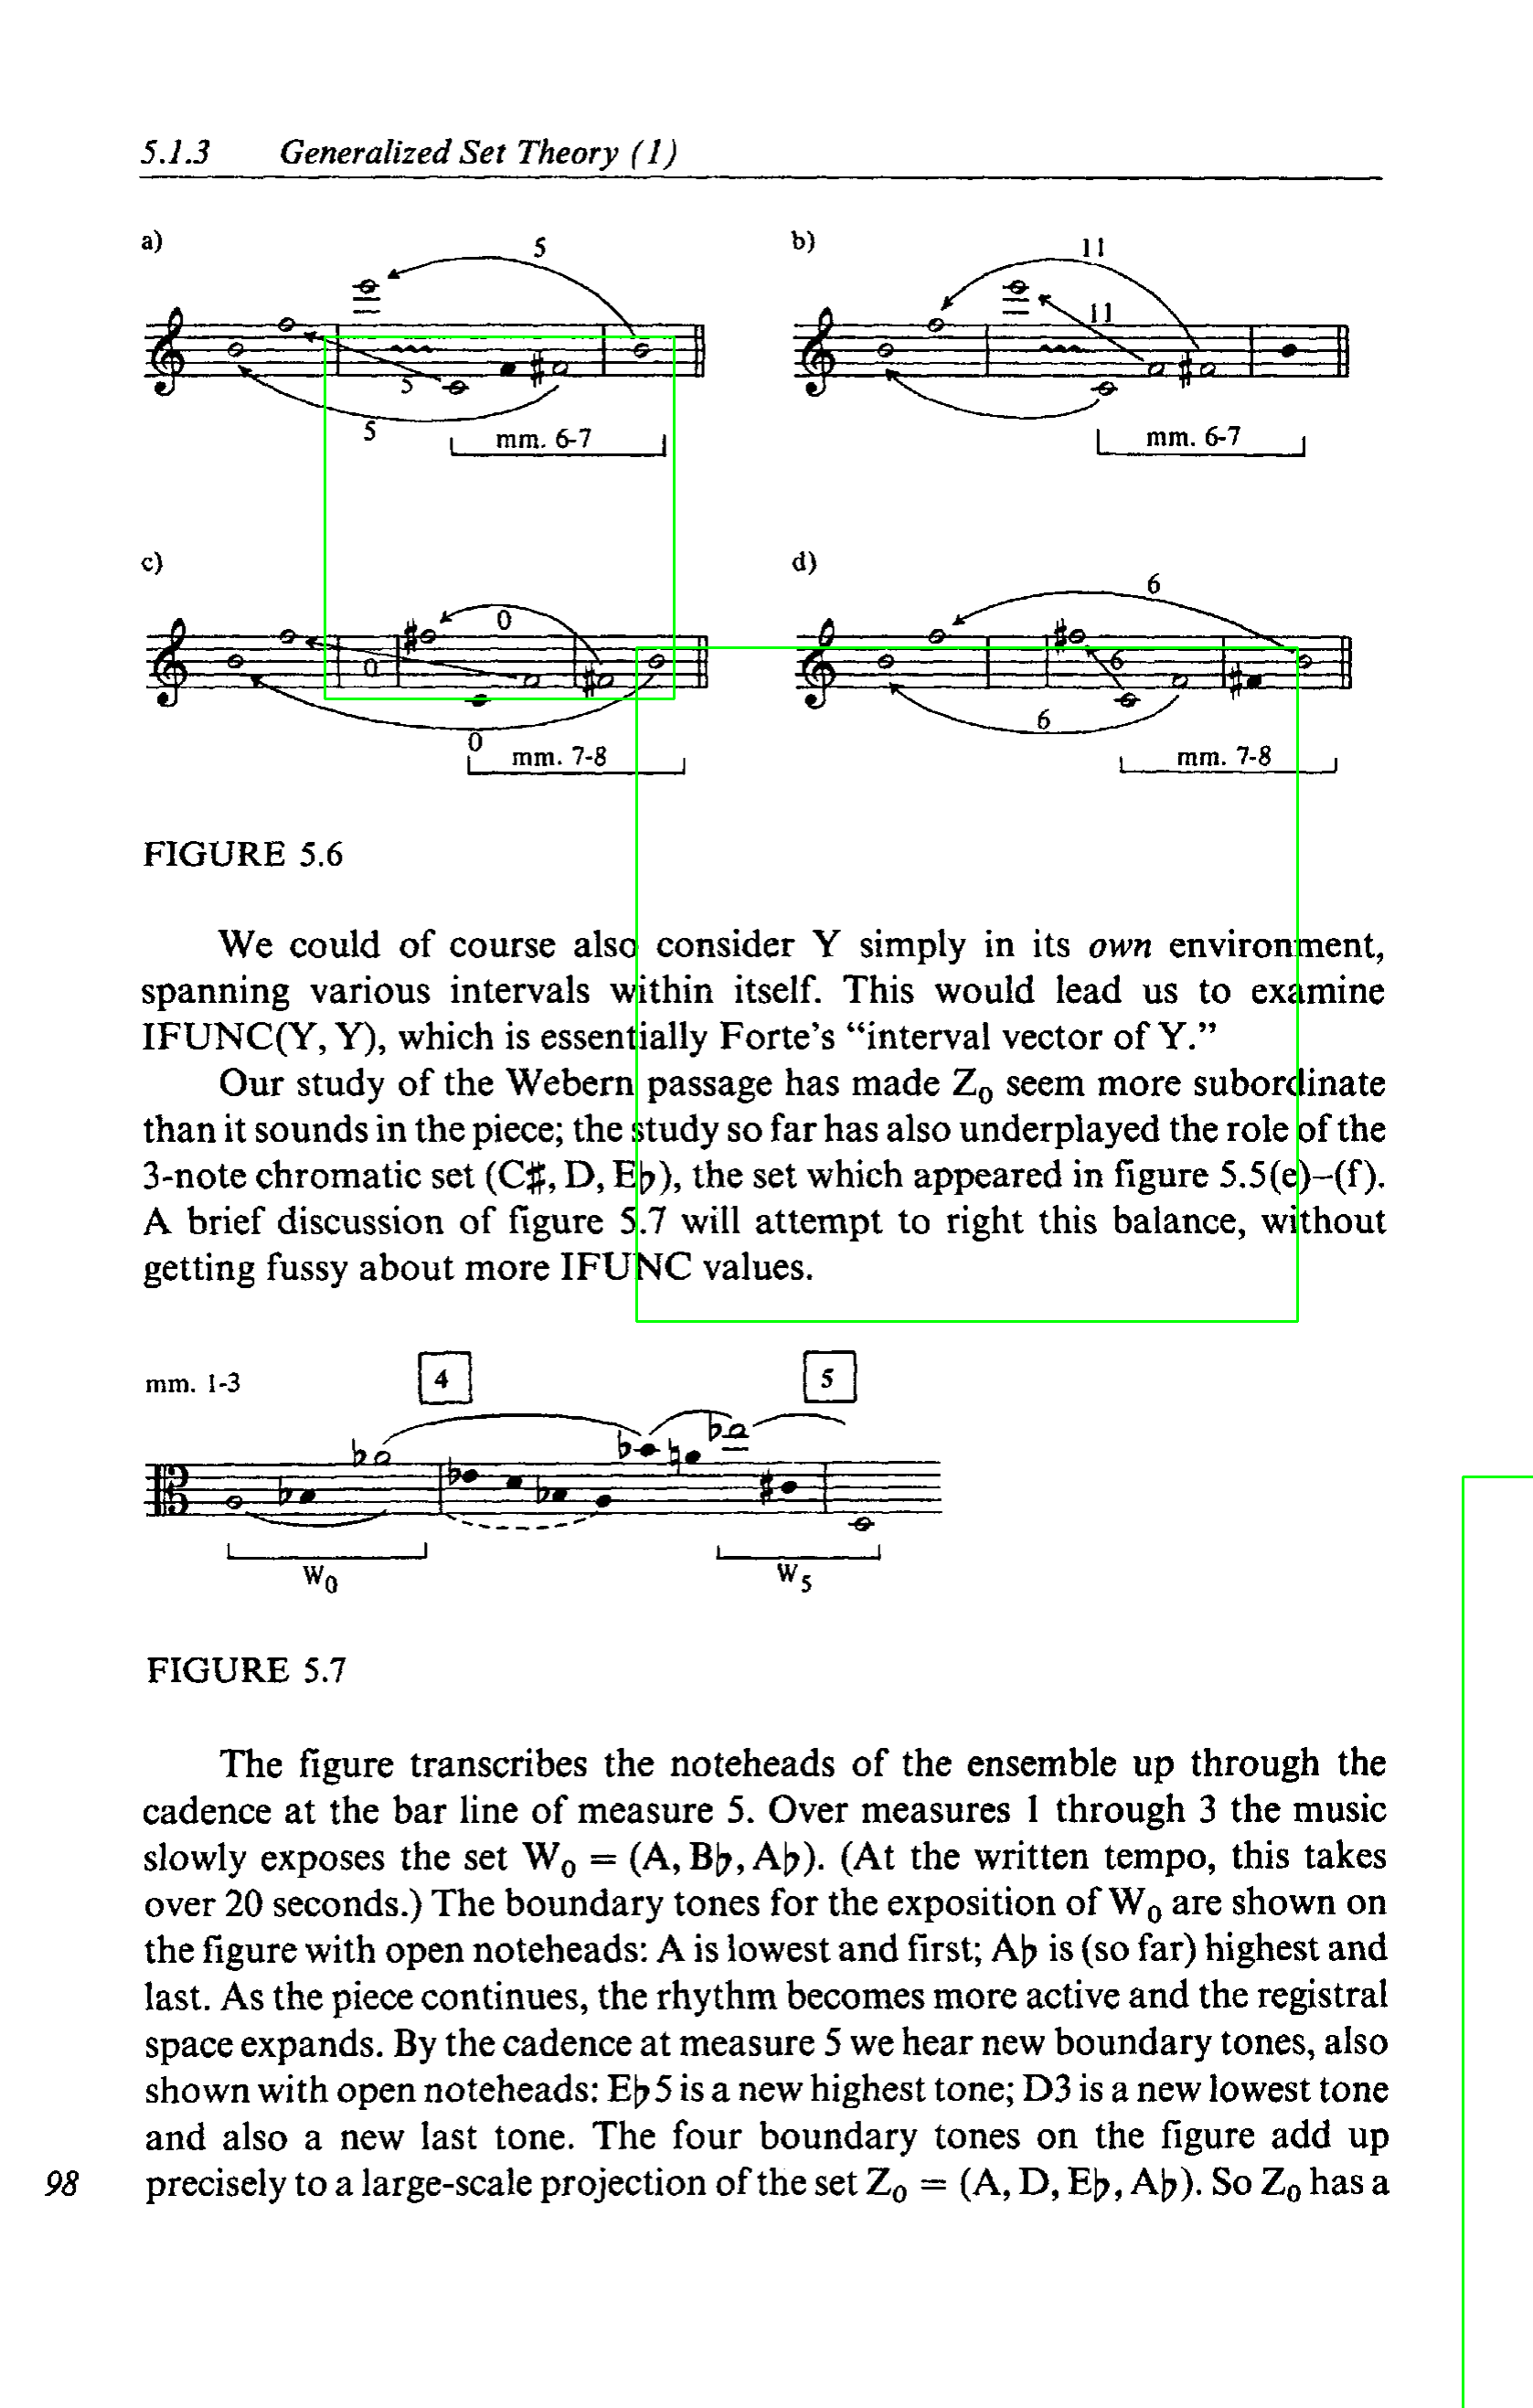 5.1.3 Generalized Set Theory (1)
a) 5 b) 11
11
5
5
mm. 6-7 mm. 6-7
c) d)
0 6
0 6
6
0
mm. 7-8 mm. 7-8
FIGURE 5.6
We could of course also consider Y simply in its own environment,
spanning various intervals within itself. This would lead us to examine
IFUNC(Y, Y), which is essentially Forte's “interval vector of Y.”
Our study of the Webern passage has made Z₀ seem more subordinate
than it sounds in the piece; the study so far has also underplayed the role of the
3-note chromatic set (C♯, D, E♭), the set which appeared in figure 5.5(e)–(f).
A brief discussion of figure 5.7 will attempt to right this balance, without
getting fussy about more IFUNC values.
mm. 1-3 4 5
W₀ W₅
FIGURE 5.7
The figure transcribes the noteheads of the ensemble up through the
cadence at the bar line of measure 5. Over measures 1 through 3 the music
slowly exposes the set W₀ = (A, B♭, A♭). (At the written tempo, this takes
over 20 seconds.) The boundary tones for the exposition of W₀ are shown on
the figure with open noteheads: A is lowest and first; A♭ is (so far) highest and
last. As the piece continues, the rhythm becomes more active and the registral
space expands. By the cadence at measure 5 we hear new boundary tones, also
shown with open noteheads: E♭5 is a new highest tone; D3 is a new lowest tone
and also a new last tone. The four boundary tones on the figure add up
98 precisely to a large-scale projection of the set Z₀ = (A, D, E♭, A♭). So Z₀ has a